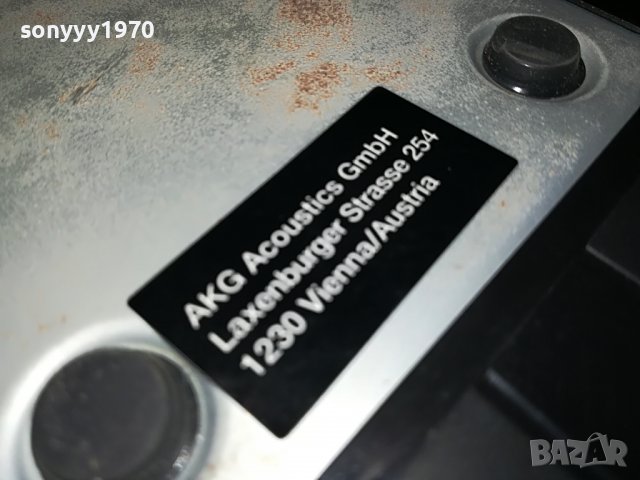 sonyyy1970
AKG Acoustics GmbH
Laxenburger Strasse 254
1230 Vienna/Austria
BAZAR